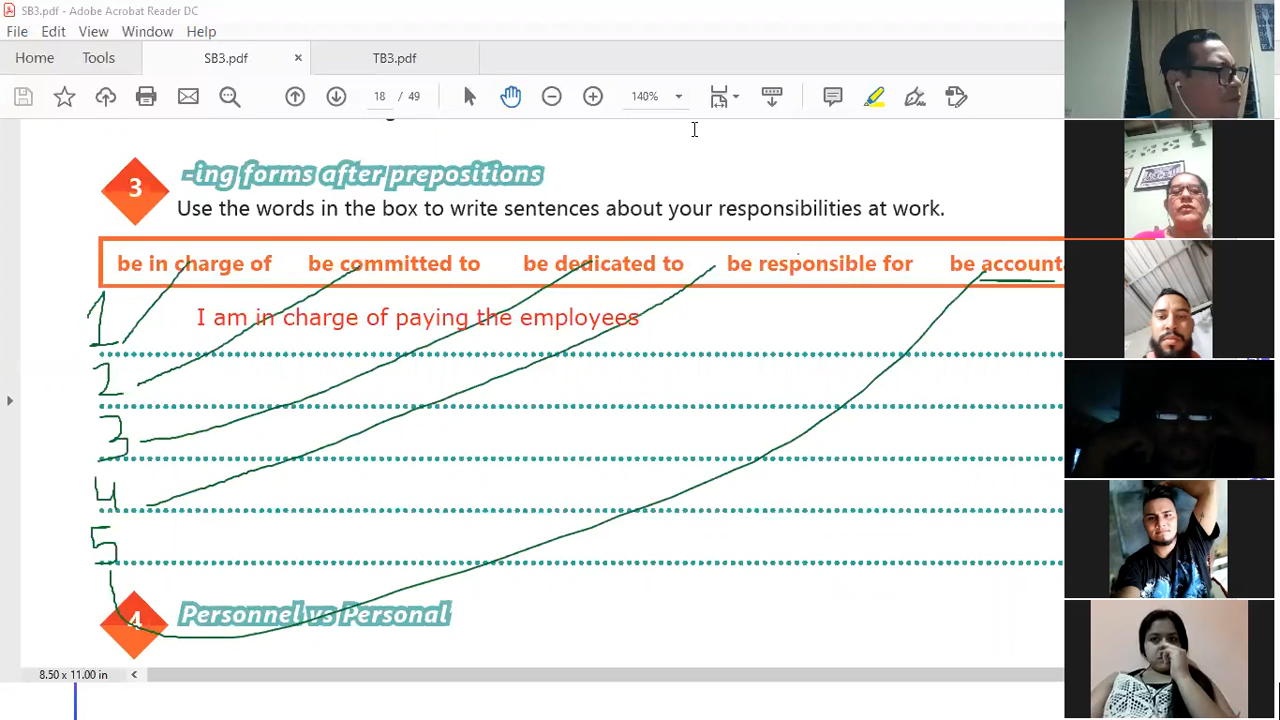 SB3.pdf - Adobe Acrobat Reader DC
File Edit View Window Help
Home Tools SB3.pdf × TB3.pdf
18 / 49 140%
3 -ing forms after prepositions
Use the words in the box to write sentences about your responsibilities at work.
be in charge of be committed to be dedicated to be responsible for be account
1 I am in charge of paying the employees
2
3
4
5
4 Personnel vs Personal
8.50 x 11.00 in